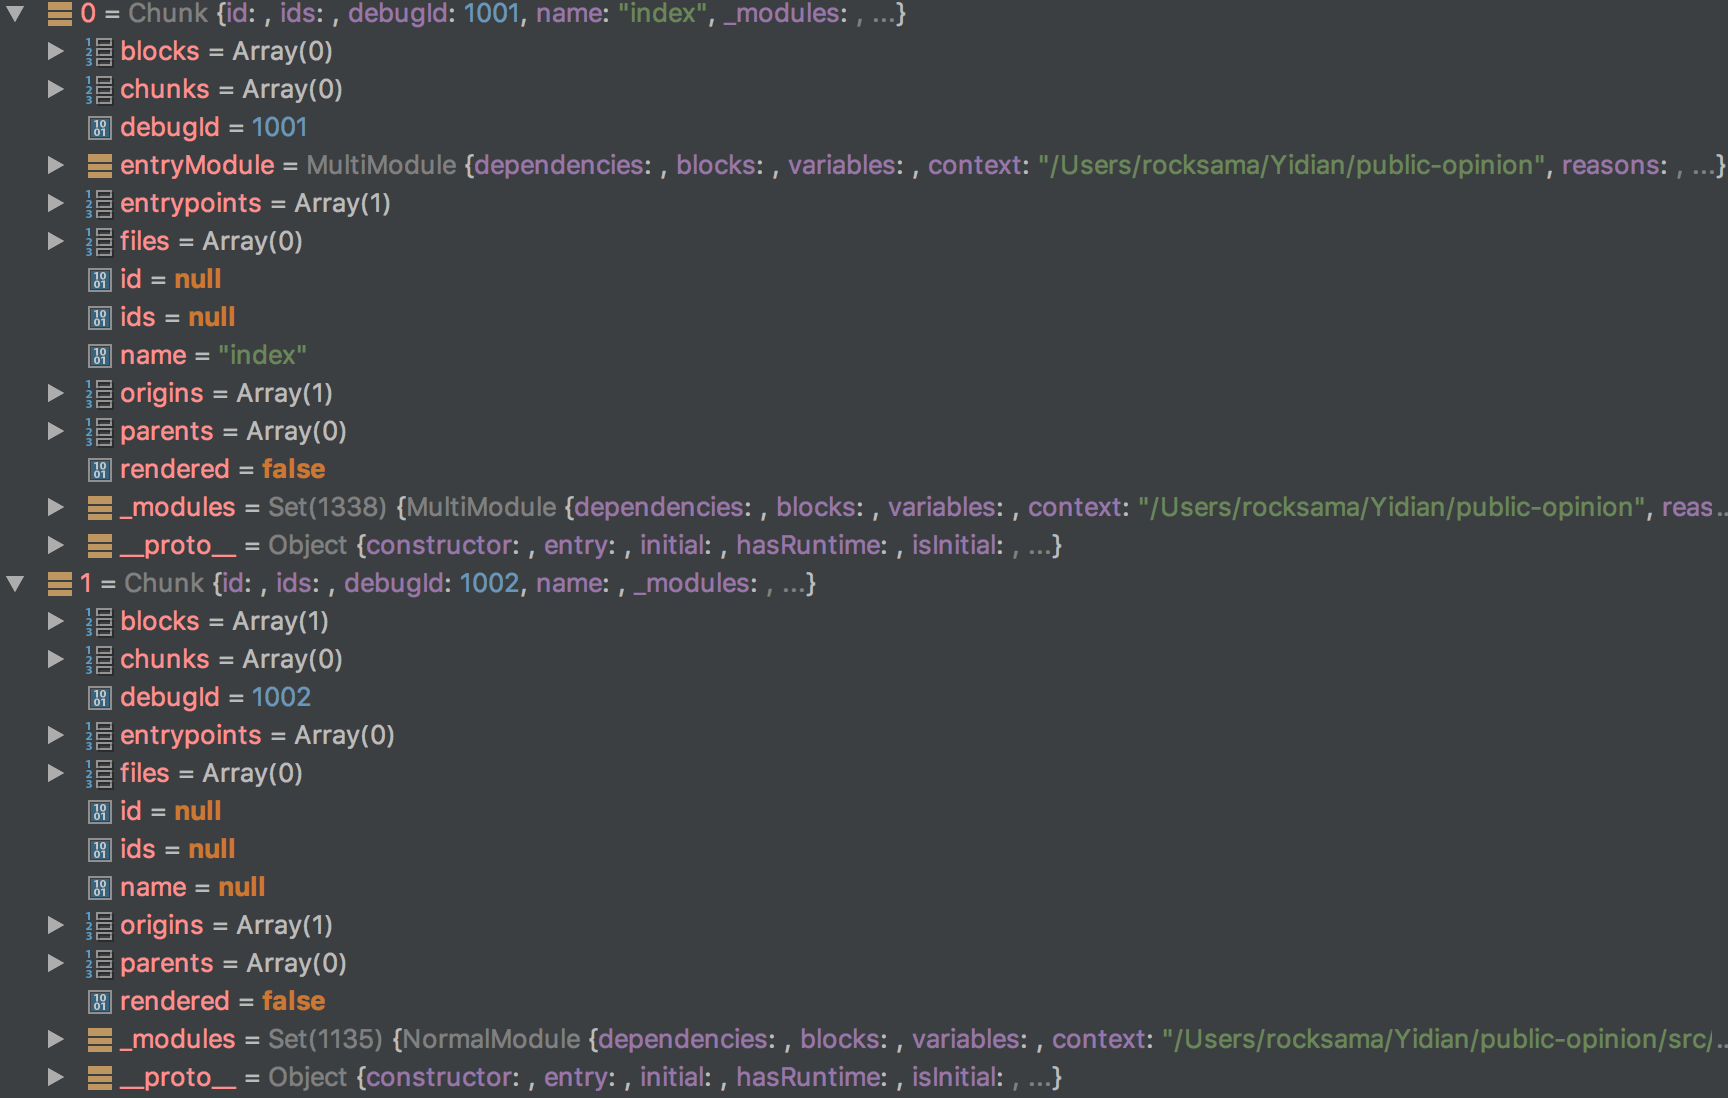 0 = Chunk {id: , ids: , debugId: 1001, name: "index", _modules: , ...}
blocks = Array(0)
chunks = Array(0)
debugId = 1001
entryModule = MultiModule {dependencies: , blocks: , variables: , context: "/Users/rocksama/Yidian/public-opinion", reasons: , ...}
entrypoints = Array(1)
files = Array(0)
id = null
ids = null
name = "index"
origins = Array(1)
parents = Array(0)
rendered = false
_modules = Set(1338) {MultiModule {dependencies: , blocks: , variables: , context: "/Users/rocksama/Yidian/public-opinion", reas...
__proto__ = Object {constructor: , entry: , initial: , hasRuntime: , isInitial: , ...}
1 = Chunk {id: , ids: , debugId: 1002, name: , _modules: , ...}
blocks = Array(1)
chunks = Array(0)
debugId = 1002
entrypoints = Array(0)
files = Array(0)
id = null
ids = null
name = null
origins = Array(1)
parents = Array(0)
rendered = false
_modules = Set(1135) {NormalModule {dependencies: , blocks: , variables: , context: "/Users/rocksama/Yidian/public-opinion/src/...
__proto__ = Object {constructor: , entry: , initial: , hasRuntime: , isInitial: , ...}